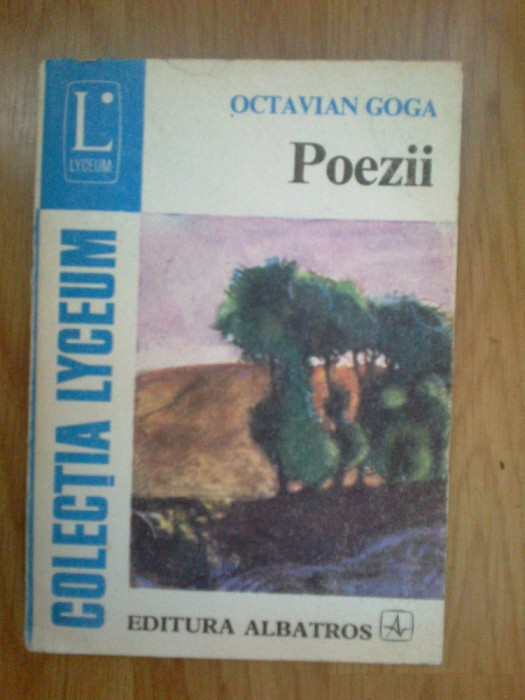 L
LYCEUM
OCTAVIAN GOGA
Poezii
COLECȚIA LYCEUM
EDITURA ALBATROS